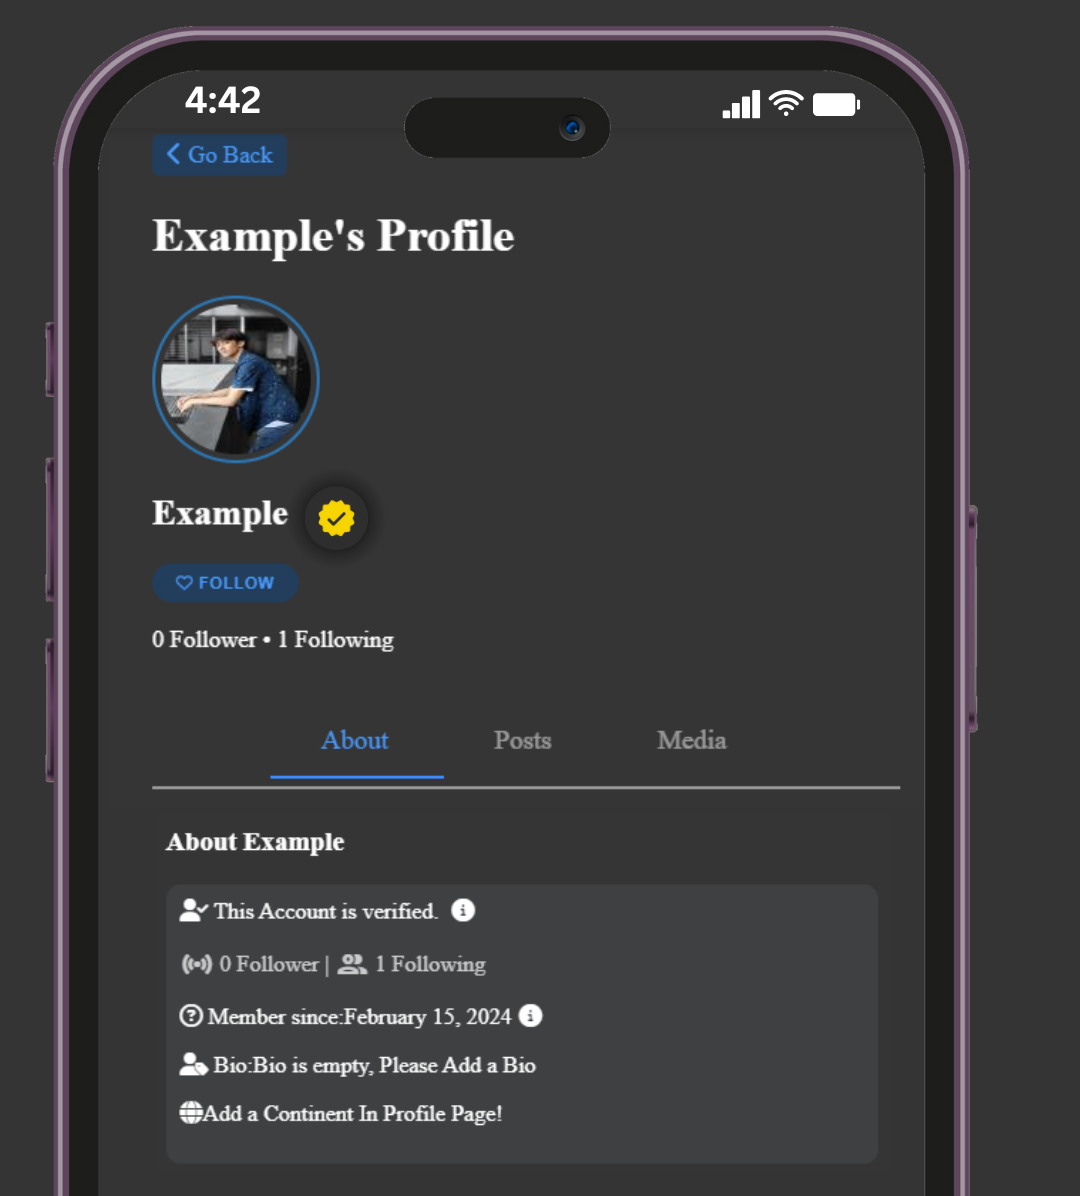 4:42
Go Back
Example's Profile
Example
FOLLOW
0 Follower • 1 Following
About Posts Media
About Example
This Account is verified.
0 Follower | 1 Following
Member since:February 15, 2024
Bio:Bio is empty, Please Add a Bio
Add a Continent In Profile Page!